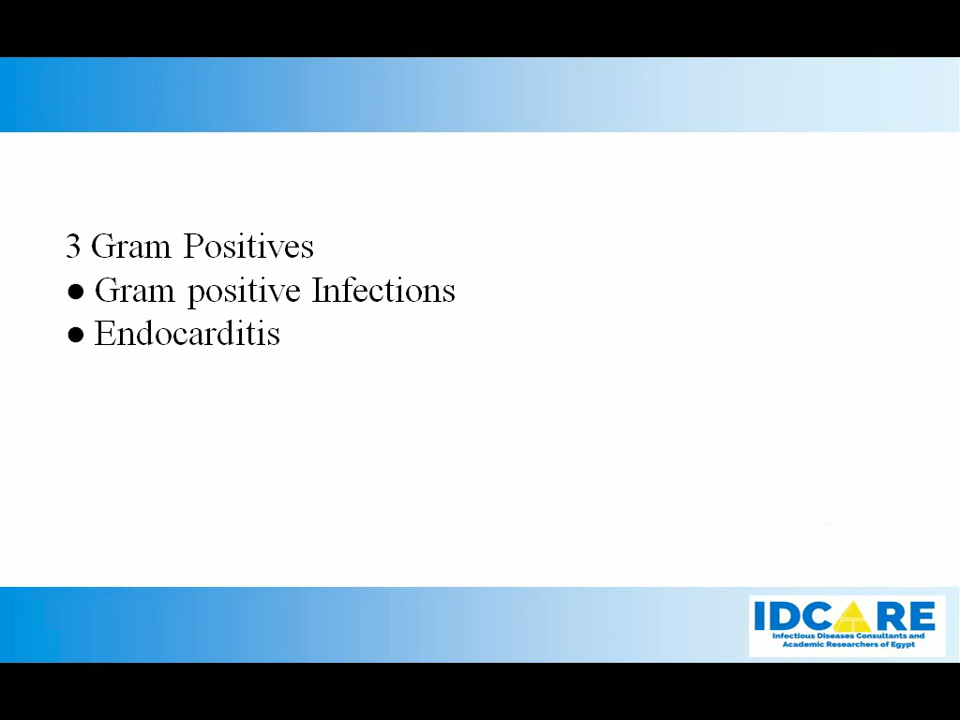 3 Gram Positives
● Gram positive Infections
● Endocarditis
IDCARE
Infectious Diseases Consultants and
Academic Researchers of Egypt